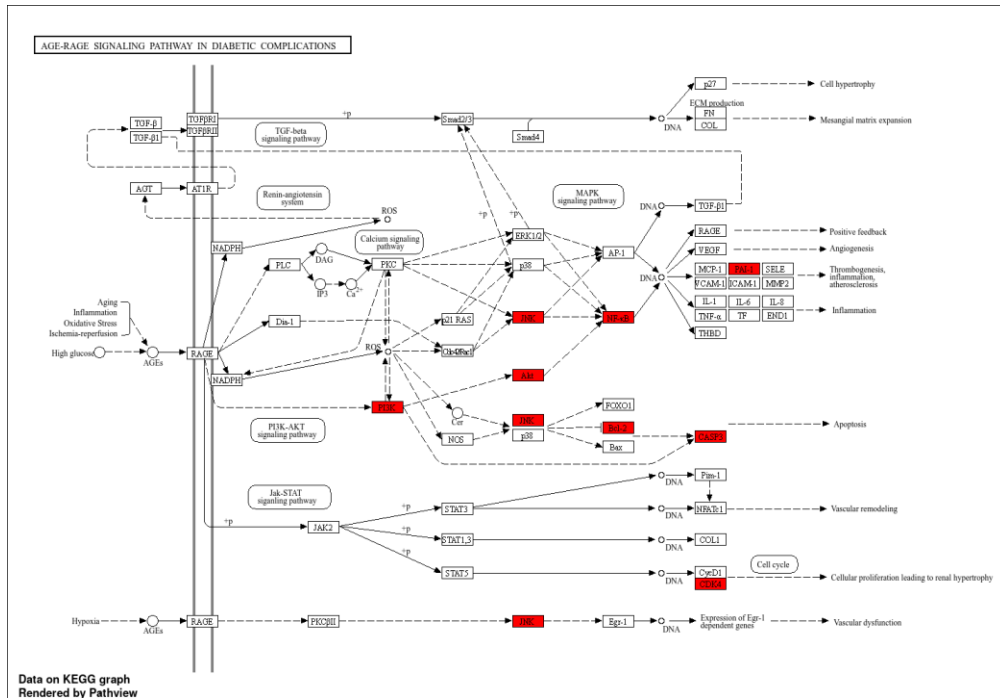 AGE-RAGE SIGNALING PATHWAY IN DIABETIC COMPLICATIONS
p27
Cell hypertrophy
ECM production
TGF-β
TGF-β1
TGFβRI
TGFβRII
+p
Smad2/3
Smad4
DNA
FN
COL
Mesangial matrix expansion
TGF-beta
signaling pathway
AGT
AT1R
Renin-angiotensin
system
MAPK
signaling pathway
ROS
+p
+p
DNA
TGF-β1
NADPH
Calcium signaling
pathway
ERK1/2
RAGE
Positive feedback
DAG
PLC
PKC
p38
AP-1
VEGF
Angiogenesis
IP3
Ca2+
DNA
MCP-1
PAI-1
SELE
VCAM-1
ICAM-1
MMP2
Thrombogenesis,
inflammation,
atherosclerosis
Aging
Inflammation
Oxidative Stress
Ischemia-reperfusion
Dia-1
p21 RAS
JNK
NF-κB
IL-1
IL-6
IL-8
TNF-α
TF
END1
Inflammation
THBD
High glucose
AGEs
RAGE
ROS
NADPH
Akt
PI3K
PI3K-AKT
signaling pathway
Cer
NOS
JNK
p38
FOXO1
Bcl-2
Bax
CASP3
Apoptosis
Jak-STAT
siganling pathway
+p
JAK2
+p
+p
+p
STAT3
STAT1,3
STAT5
DNA
Pim-1
DNA
NFATc1
Vascular remodeling
DNA
COL1
DNA
CycD1
CDK4
Cell cycle
Cellular proliferation leading to renal hypertrophy
Hypoxia
AGEs
RAGE
PKCβII
JNK
Egr-1
DNA
Expression of Egr-1
dependent genes
Vascular dysfunction
Data on KEGG graph
Rendered by Pathview